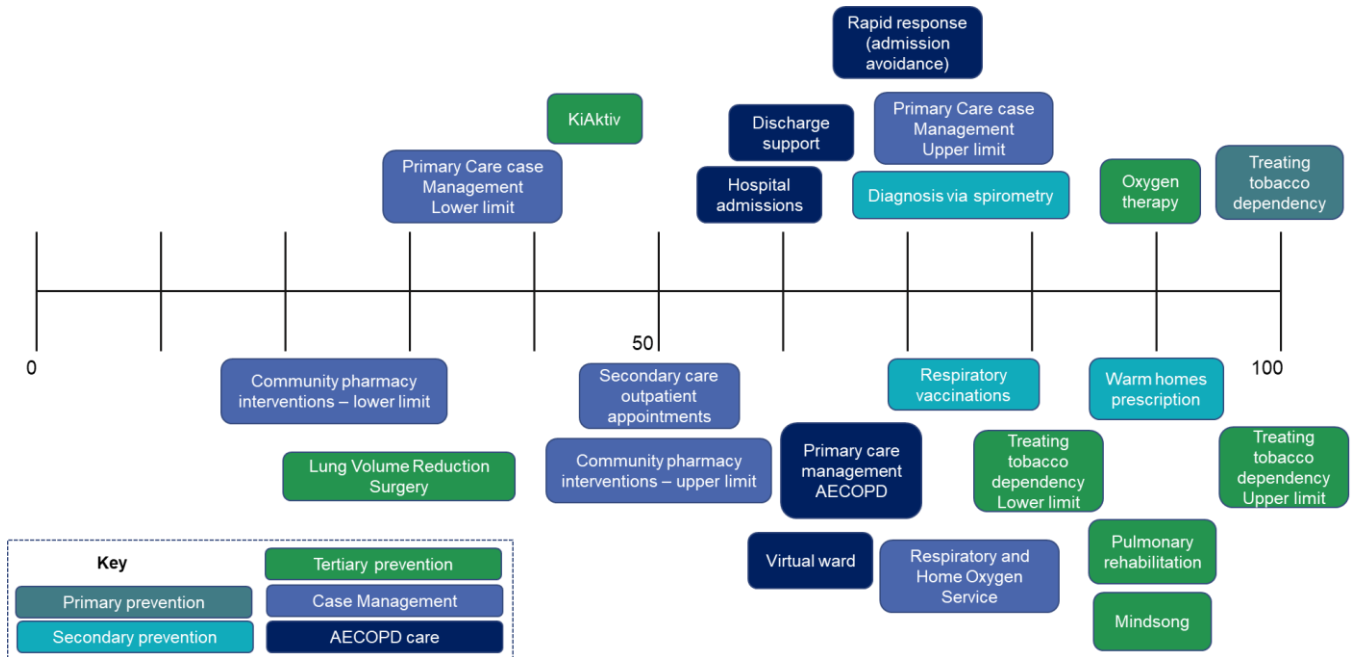 Rapid response
(admission
avoidance)
KiAktiv
Primary Care case
Management
Upper limit
Discharge
support
Primary Care case
Management
Lower limit
Hospital
admissions
Diagnosis via spirometry
Oxygen
therapy
Treating
tobacco
dependency
0
50
100
Community pharmacy
interventions – lower limit
Secondary care
outpatient
appointments
Respiratory
vaccinations
Warm homes
prescription
Lung Volume Reduction
Surgery
Community pharmacy
interventions – upper limit
Primary care
management
AECOPD
Treating
tobacco
dependency
Lower limit
Treating
tobacco
dependency
Upper limit
Virtual ward
Respiratory and
Home Oxygen
Service
Pulmonary
rehabilitation
Mindsong
Key
Tertiary prevention
Primary prevention
Case Management
Secondary prevention
AECOPD care